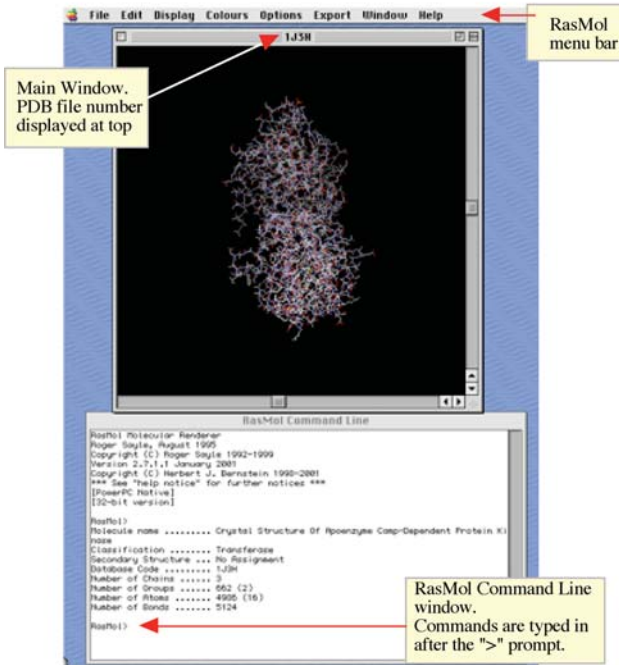 File Edit Display Colours Options Export Window Help
RasMol
menu bar
1J3H
Main Window.
PDB file number
displayed at top
RasMol Command Line
RasMol Molecular Renderer
Roger Sayle, August 1995
Copyright (C) Roger Sayle 1992-1999
Version 2.7.1.1 January 2001
Copyright (C) Herbert J. Bernstein 1998-2001
*** See "help notice" for further notices ***
[PowerPC Native]
[32-bit version]
RasMol>
Molecule name ......... Crystal Structure Of Apoenzyme Camp-Dependent Protein Ki
nase
Classification ........ Transferase
Secondary Structure ... No Assignment
Database Code ......... 1J3H
Number of Chains ...... 3
Number of Groups ...... 662 (2)
Number of Atoms ....... 4986 (16)
Number of Bonds ....... 5124
RasMol>
RasMol Command Line
window.
Commands are typed in
after the ">" prompt.